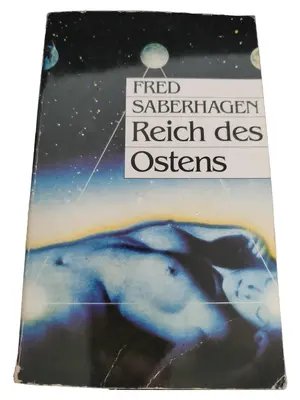 FRED
SABERHAGEN
Reich des
Ostens